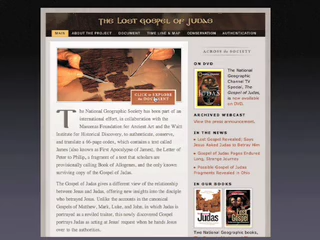 THE LOST GOSPEL OF JUDAS
MAIN ABOUT THE PROJECT DOCUMENT TIME LINE & MAP CONSERVATION AUTHENTICATION
CLICK to EXPLORE
the DOCUMENT
The National Geographic Society has been part of an
international effort, in collaboration with the
Maecenas Foundation for Ancient Art and the Waitt
Institute for Historical Discovery, to authenticate, conserve,
and translate a 66-page codex, which contains a text called
James (also known as First Apocalypse of James), the Letter of
Peter to Philip, a fragment of a text that scholars are
provisionally calling Book of Allogenes, and the only known
surviving copy of the Gospel of Judas.
The Gospel of Judas gives a different view of the relationship
between Jesus and Judas, offering new insights into the disciple
who betrayed Jesus. Unlike the accounts in the canonical
Gospels of Matthew, Mark, Luke, and John, in which Judas is
portrayed as a reviled traitor, this newly discovered Gospel
portrays Judas as acting at Jesus' request when he hands Jesus
over to the authorities.
ACROSS the SOCIETY
ON DVD
The National
Geographic
Channel TV
Special, The
Gospel of Judas,
is now available
on DVD.
ARCHIVED WEBCAST
View the press announcement.
IN THE NEWS
Lost Gospel Revealed; Says
Jesus Asked Judas to Betray Him
Gospel of Judas Pages Endured
Long, Strange Journey
Possible Gospel of Judas
Fragments Revealed in Ohio
IN OUR BOOKS
Judas
Lost Gospel